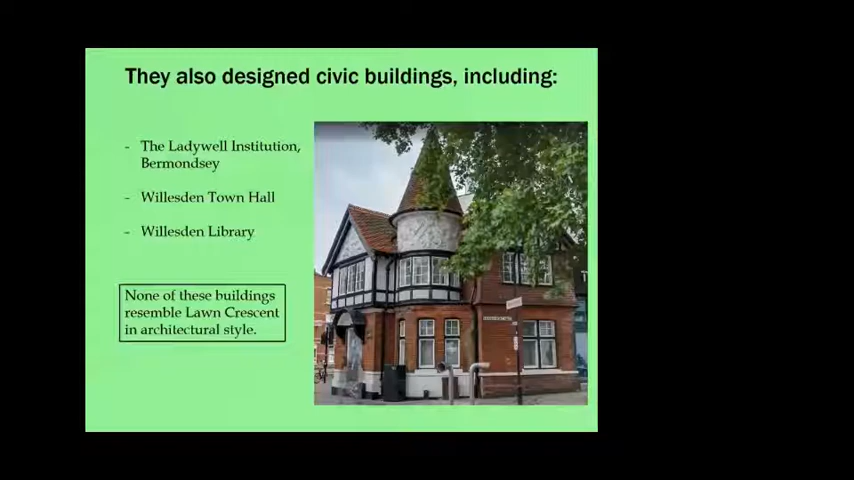 They also designed civic buildings, including:
- The Ladywell Institution,
Bermondsey
- Willesden Town Hall
- Willesden Library
None of these buildings
resemble Lawn Crescent
in architectural style.